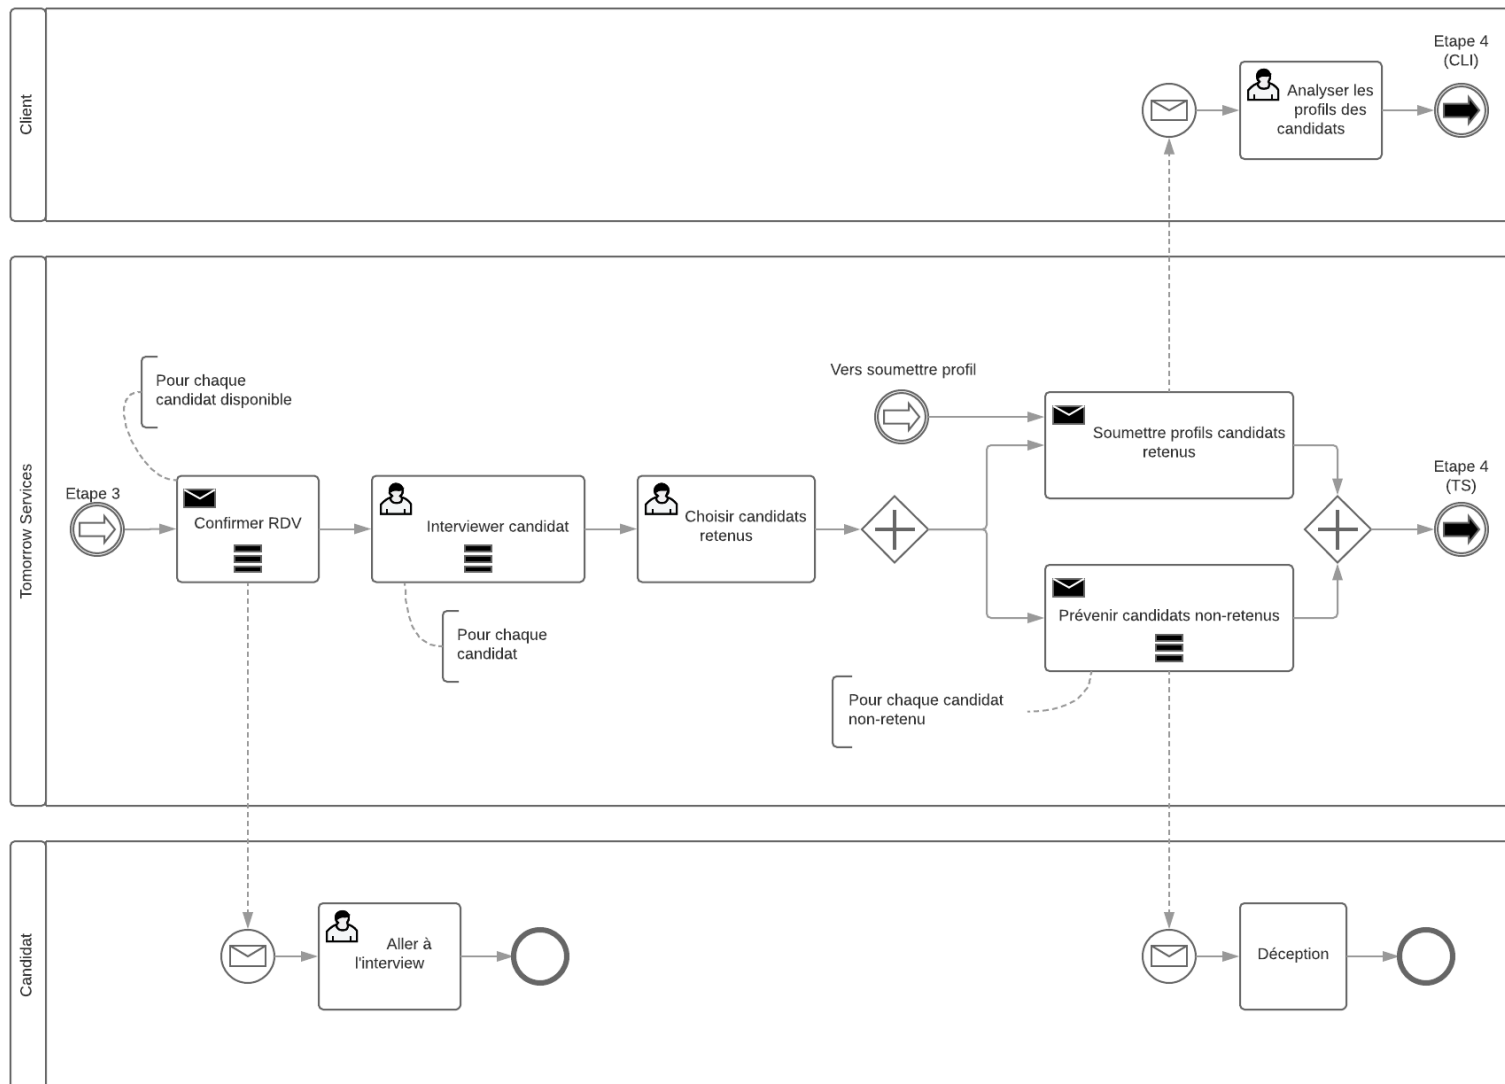 Client
Etape 4
(CLI)
Analyser les
profils des
candidats
Tomorrow Services
Pour chaque
candidat disponible
Vers soumettre profil
Soumettre profils candidats
retenus
Etape 3
Confirmer RDV
Interviewer candidat
Choisir candidats
retenus
Etape 4
(TS)
Pour chaque
candidat
Prévenir candidats non-retenus
Pour chaque candidat
non-retenu
Candidat
Aller à
l'interview
Déception